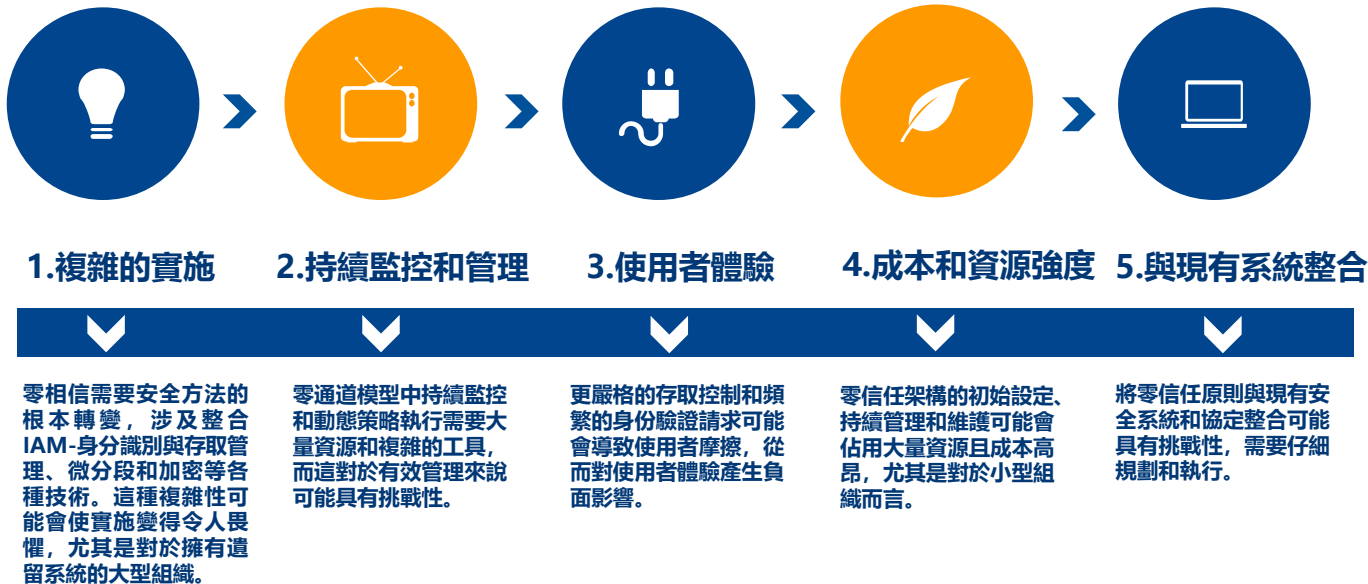 1.複雜的實施
2.持續監控和管理
3.使用者體驗
4.成本和資源強度
5.與現有系統整合
零相信需要安全方法的
根本轉變，涉及整合
IAM-身分識別與存取管
理、微分段和加密等各
種技術。這種複雜性可
能會使實施變得令人畏
懼，尤其是對於擁有遺
留系統的大型組織。
零通道模型中持續監控
和動態策略執行需要大
量資源和複雜的工具，
而這對於有效管理來說
可能具有挑戰性。
更嚴格的存取控制和頻
繁的身份驗證請求可能
會導致使用者摩擦，從
而對使用者體驗產生負
面影響。
零信任架構的初始設定、
持續管理和維護可能會
佔用大量資源且成本高
昂，尤其是對於小型組
織而言。
將零信任原則與現有安
全系統和協定整合可能
具有挑戰性，需要仔細
規劃和執行。